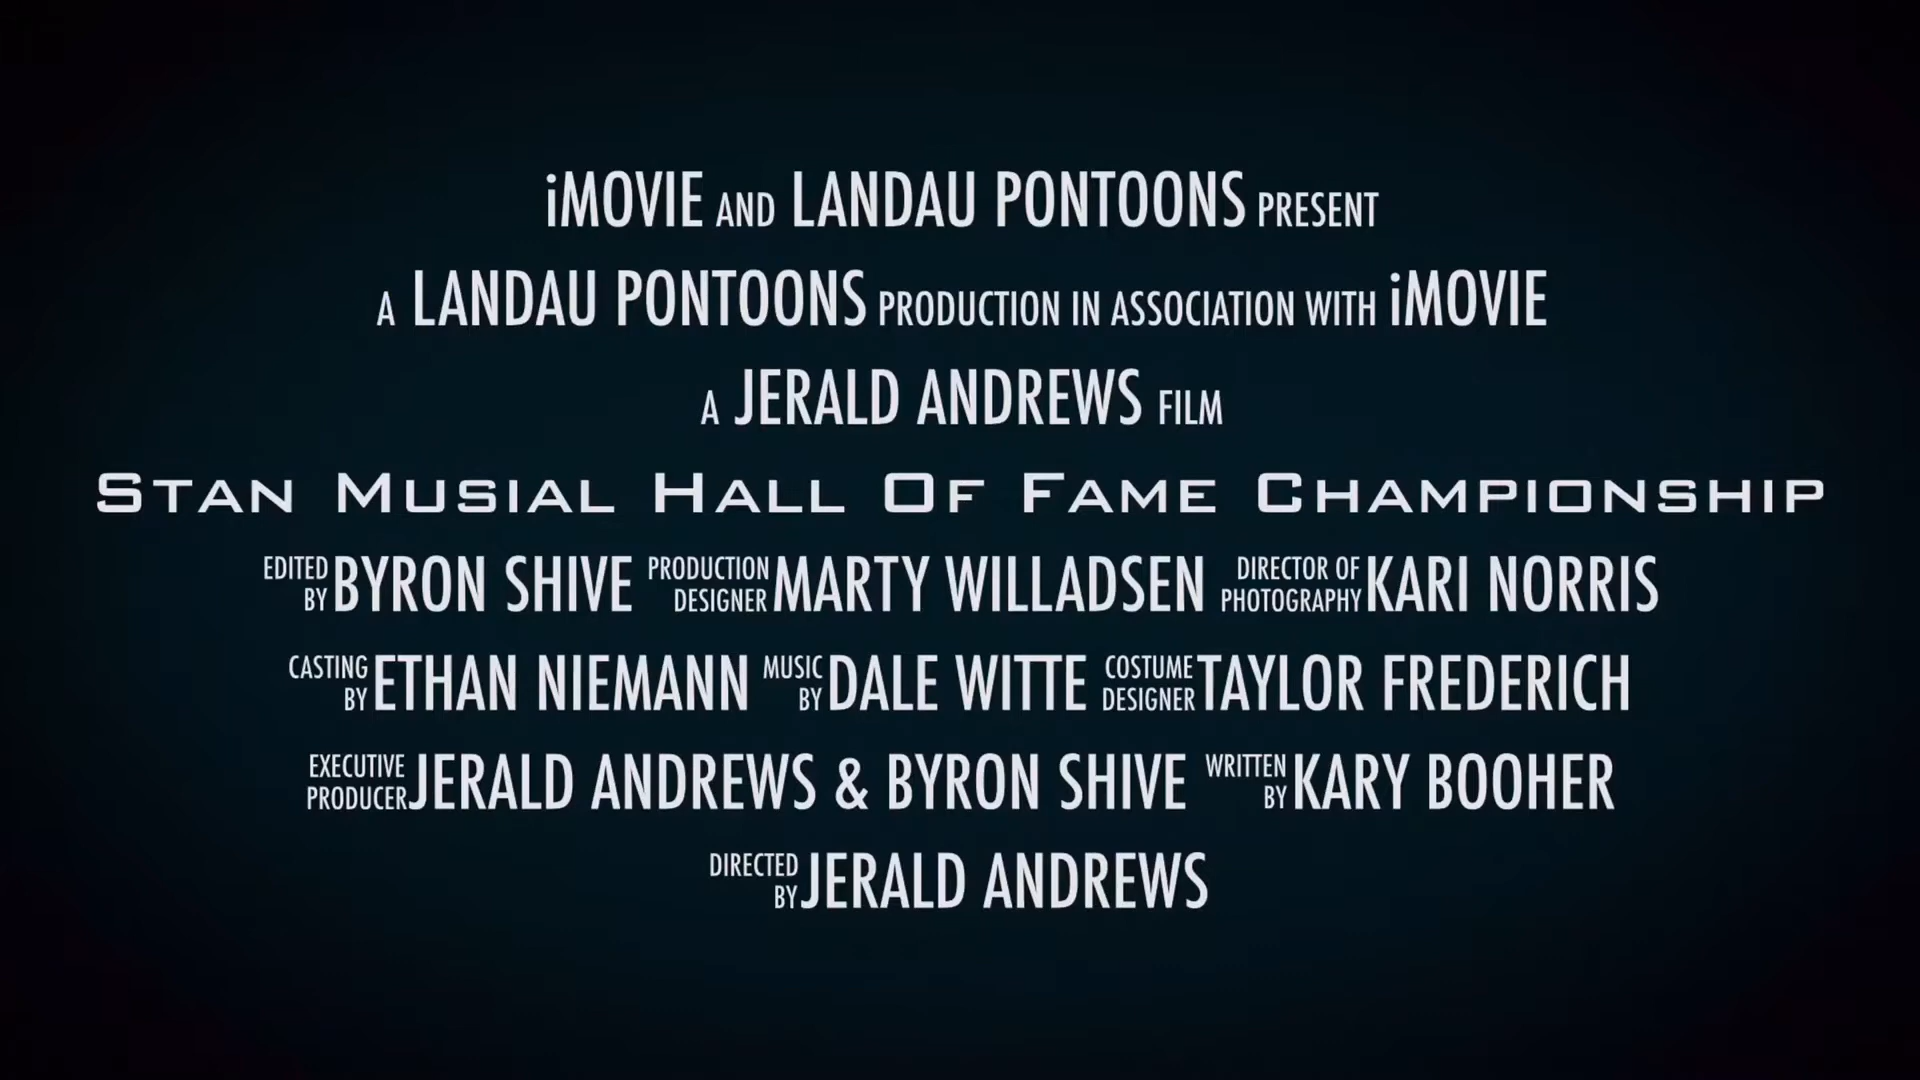 iMOVIE AND LANDAU PONTOONS PRESENT
A LANDAU PONTOONS PRODUCTION IN ASSOCIATION WITH iMOVIE
A JERALD ANDREWS FILM
STAN MUSIAL HALL OF FAME CHAMPIONSHIP
EDITED BY BYRON SHIVE PRODUCTION DESIGNER MARTY WILLADSEN DIRECTOR OF PHOTOGRAPHY KARI NORRIS
CASTING BY ETHAN NIEMANN MUSIC BY DALE WITTE COSTUME DESIGNER TAYLOR FREDERICH
EXECUTIVE PRODUCER JERALD ANDREWS & BYRON SHIVE WRITTEN BY KARY BOOHER
DIRECTED BY JERALD ANDREWS